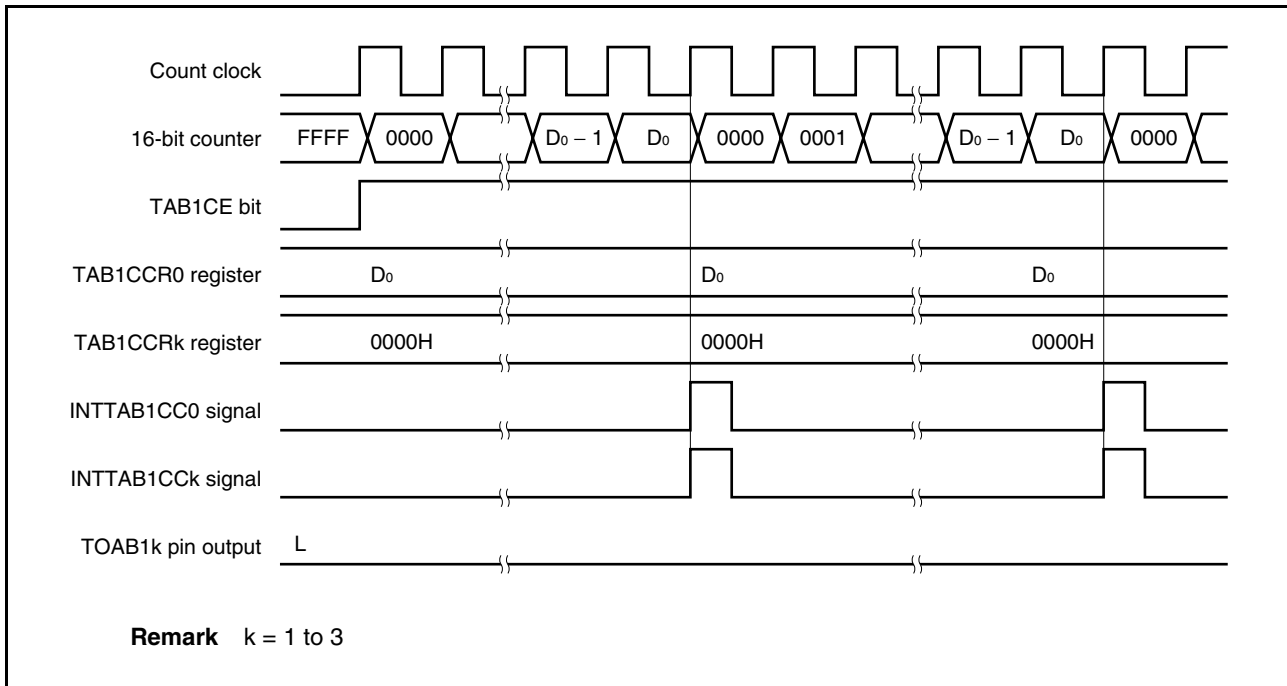 Count clock
16-bit counter FFFF 0000 D₀ − 1 D₀ 0000 0001 D₀ − 1 D₀ 0000
TAB1CE bit
TAB1CCR0 register D₀ D₀ D₀
TAB1CCRk register 0000H 0000H 0000H
INTTAB1CC0 signal
INTTAB1CCk signal
TOAB1k pin output L
Remark k = 1 to 3